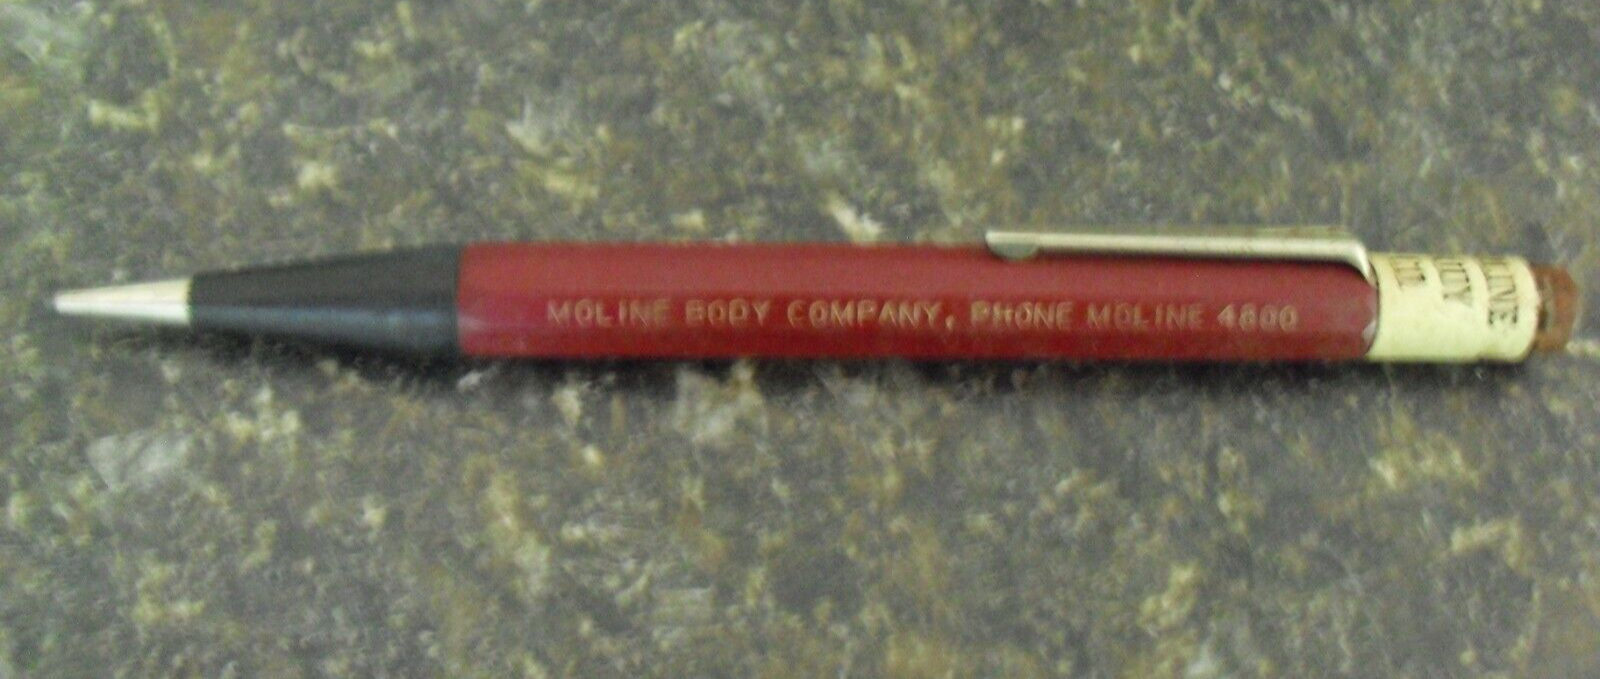 MOLINE BODY COMPANY, PHONE MOLINE 4800